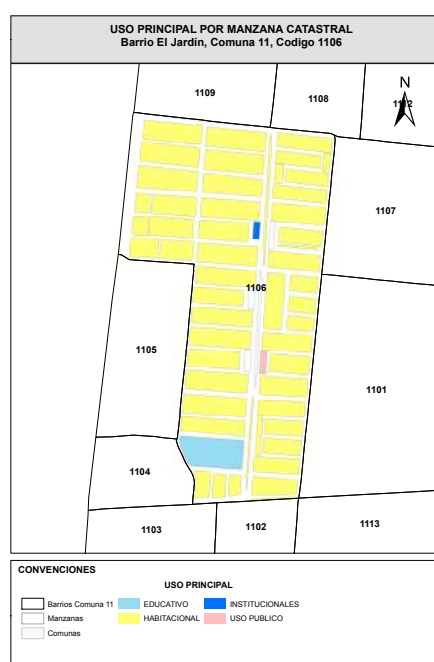 USO PRINCIPAL POR MANZANA CATASTRAL
Barrio El Jardín, Comuna 11, Codigo 1106
1109
1108
N
1112
1107
1106
1105
1101
1104
1103
1102
1113
CONVENCIONES
USO PRINCIPAL
Barrios Comuna 11 EDUCATIVO INSTITUCIONALES
Manzanas HABITACIONAL USO PUBLICO
Comunas